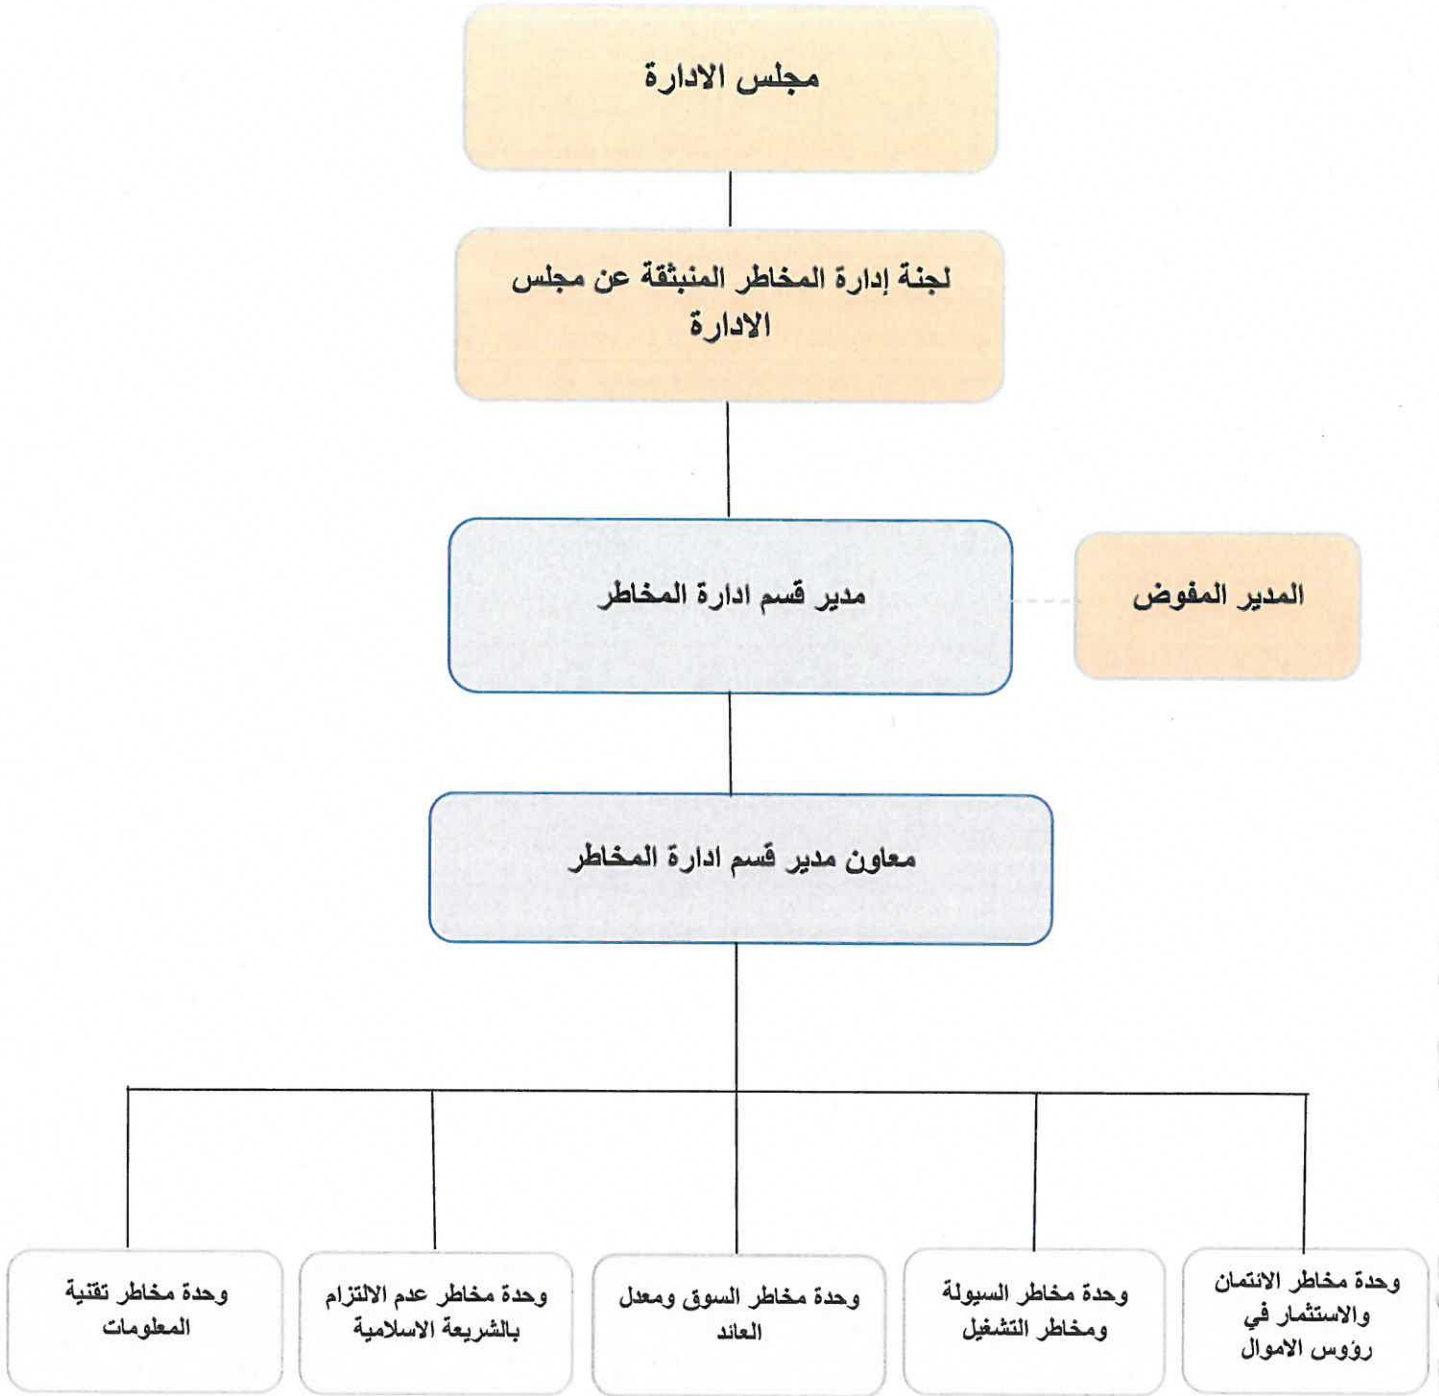 مجلس الادارة
لجنة إدارة المخاطر المنبثقة عن مجلس
الادارة
مدير قسم ادارة المخاطر
المدير المفوض
معاون مدير قسم ادارة المخاطر
وحدة مخاطر الائتمان
والاستثمار في
رؤوس الاموال
وحدة مخاطر السيولة
ومخاطر التشغيل
وحدة مخاطر السوق ومعدل
العائد
وحدة مخاطر عدم الالتزام
بالشريعة الاسلامية
وحدة مخاطر تقنية
المعلومات